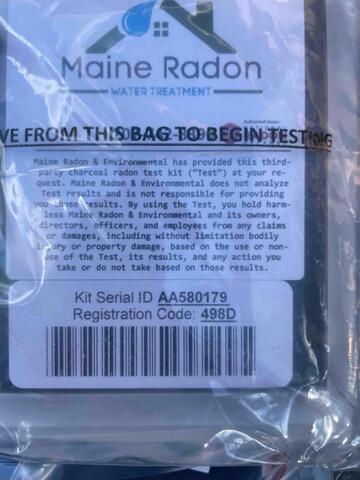 Maine Radon
WATER TREATMENT
Authorized Dealer
VE FROM THIS BAG TO BEGIN TESTING
Maine Radon & Environmental has provided this third-
party charcoal radon test kit ("Test") at your re-
quest. Maine Radon & Environmental does not analyze
Test results and is not responsible for providing
you those results. By using the Test, you hold harm-
less Maine Radon & Environmental and its owners,
directors, officers, and employees from any claims
or damages, including without limitation bodily
injury or property damage, based on the use or non-
use of the Test, its results, and any action you
take or do not take based on those results.
Kit Serial ID AA580179
Registration Code: 498D